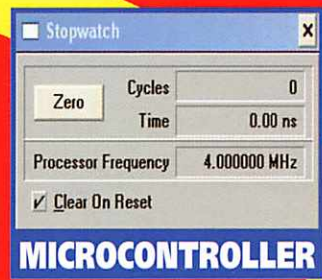 Stopwatch
x
Cycles 0
Zero
Time 0.00 ns
Processor Frequency 4.000000 MHz
Clear On Reset
MICROCONTROLLER